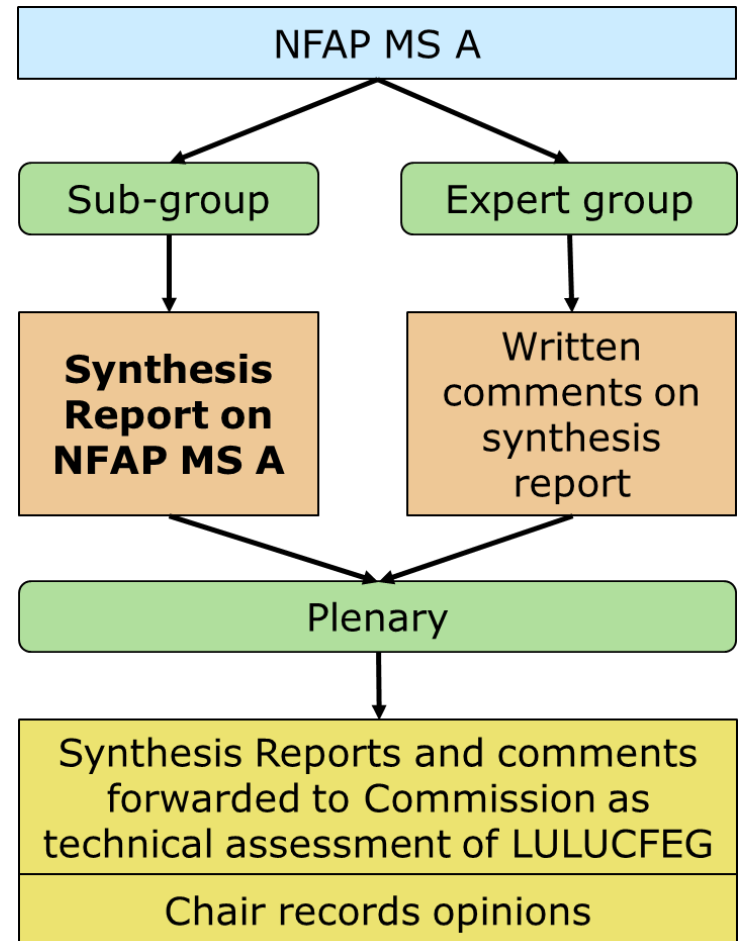 NFAP MS A
Sub-group
Expert group
Synthesis
Report on
NFAP MS A
Written
comments on
synthesis
report
Plenary
Synthesis Reports and comments
forwarded to Commission as
technical assessment of LULUCFEG
Chair records opinions